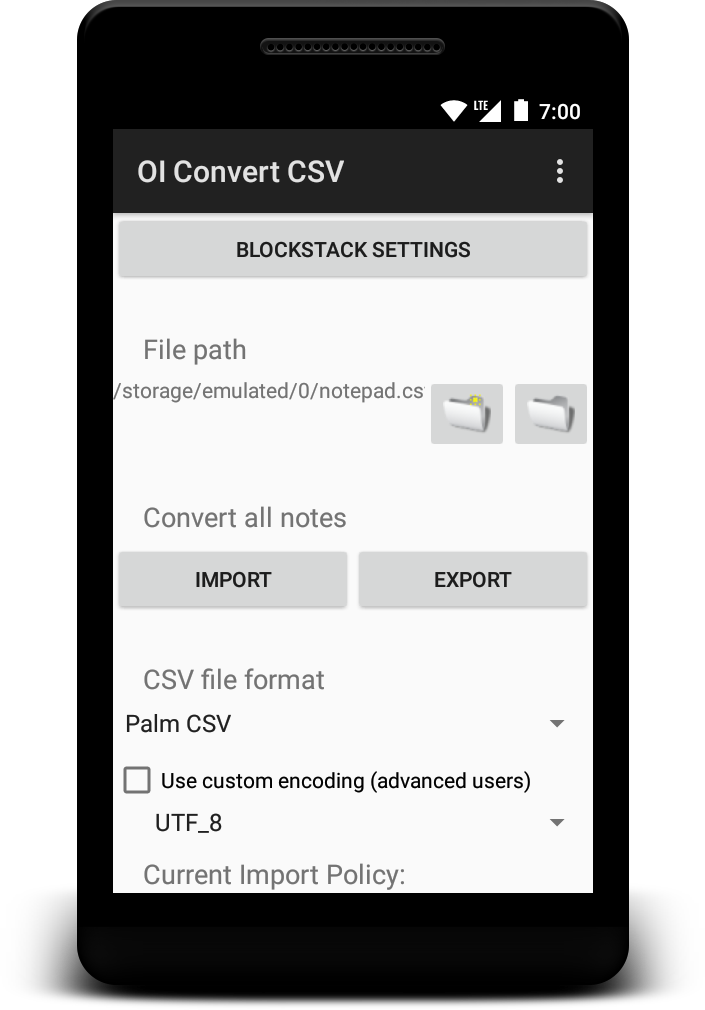 LTE 7:00
OI Convert CSV
BLOCKSTACK SETTINGS
File path
/storage/emulated/0/notepad.cs
Convert all notes
IMPORT EXPORT
CSV file format
Palm CSV
Use custom encoding (advanced users)
UTF_8
Current Import Policy: